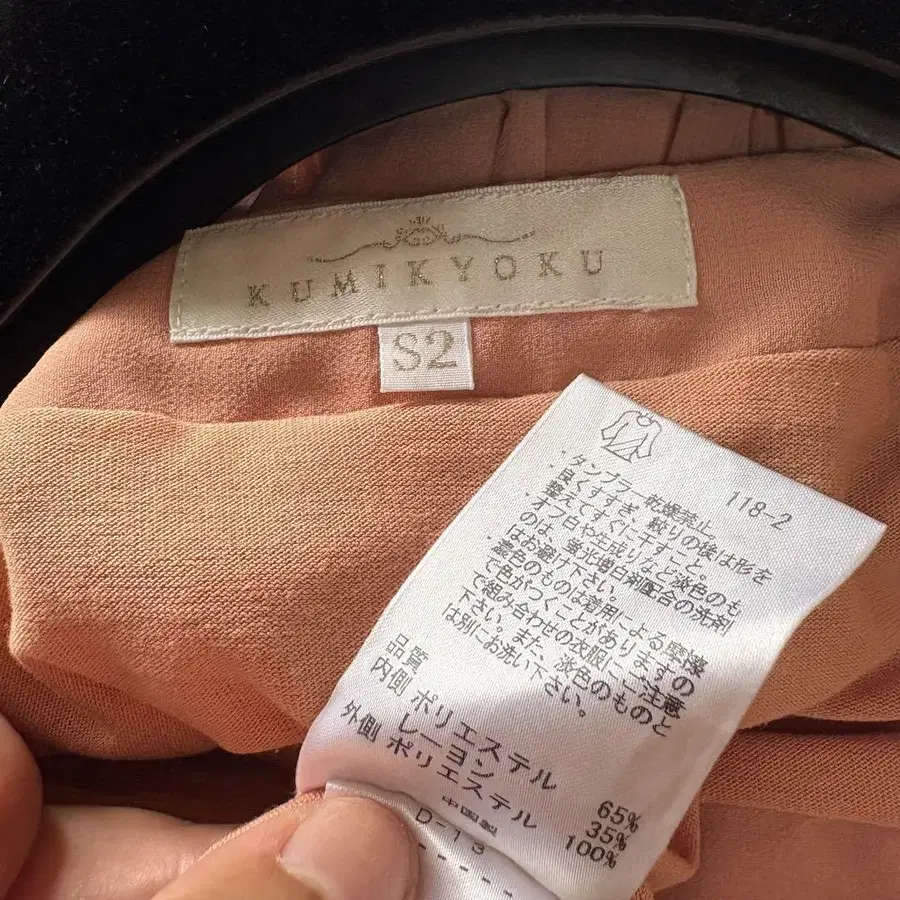 KUMIKYOKU
S2
118-2
・タンブラー乾燥禁止。
・良くすすぎ、絞りの後は形を
整えてすぐに干すこと。
・オフ白や生成りなど淡色のも
のは、蛍光増白剤配合の洗剤
はお避け下さい。
・濃色のものは着用による摩擦
で色がつくことがありますの
で組み合わせの衣服にご注意
下さい。また、淡色のものと
は別にお洗い下さい。
品質
内側 ポリエステル 65%
レーヨン 35%
外側 ポリエステル 100%
中国製
D-13